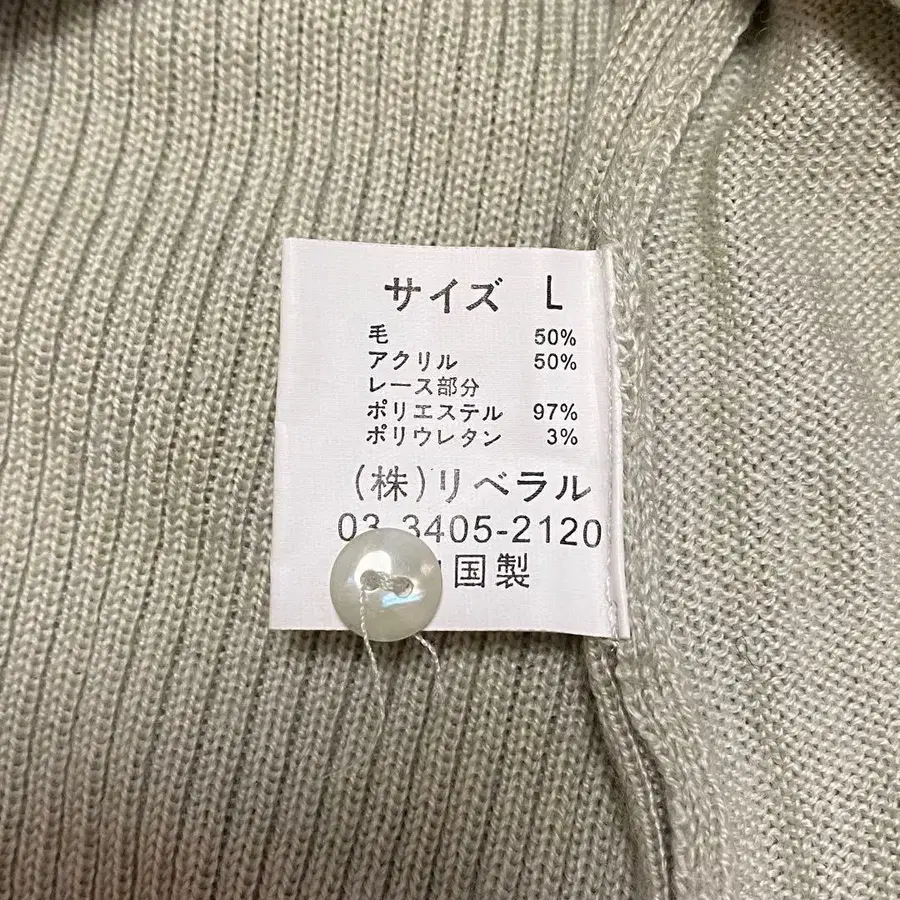 サイズ L
毛 50%
アクリル 50%
レース部分
ポリエステル 97%
ポリウレタン 3%
(株)リベラル
03 3405-2120
国製